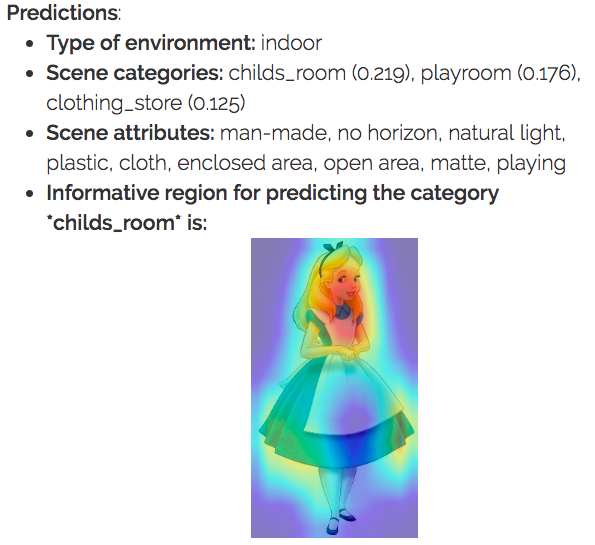 Predictions:
• Type of environment: indoor
• Scene categories: childs_room (0.219), playroom (0.176),
clothing_store (0.125)
• Scene attributes: man-made, no horizon, natural light,
plastic, cloth, enclosed area, open area, matte, playing
• Informative region for predicting the category
*childs_room* is: